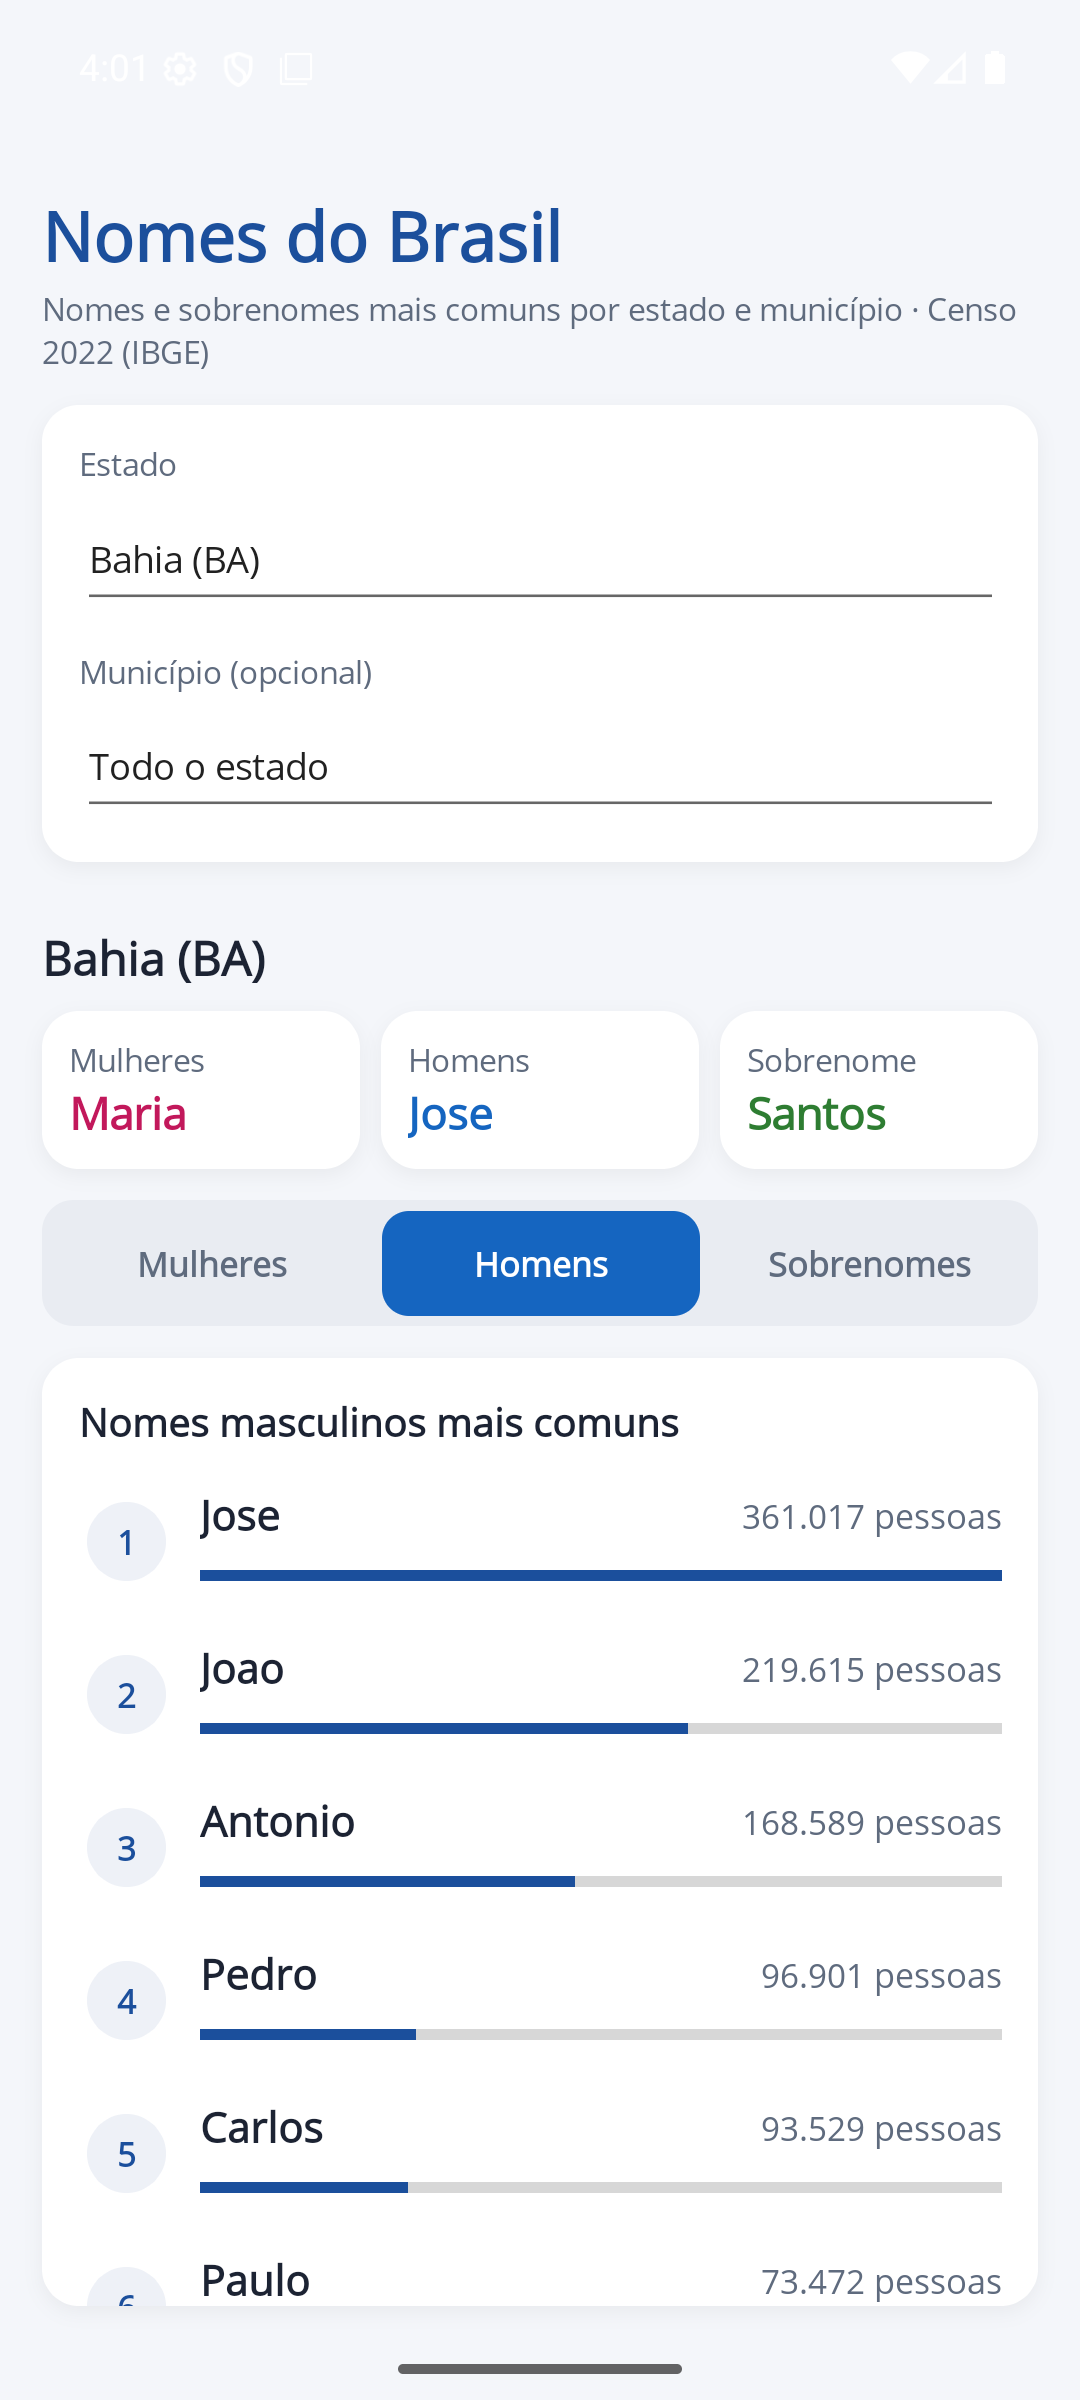 4:01
Nomes do Brasil
Nomes e sobrenomes mais comuns por estado e município · Censo
2022 (IBGE)
Estado
Bahia (BA)
Município (opcional)
Todo o estado
Bahia (BA)
Mulheres
Maria
Homens
Jose
Sobrenome
Santos
Mulheres
Homens
Sobrenomes
Nomes masculinos mais comuns
1 Jose 361.017 pessoas
2 Joao 219.615 pessoas
3 Antonio 168.589 pessoas
4 Pedro 96.901 pessoas
5 Carlos 93.529 pessoas
6 Paulo 73.472 pessoas